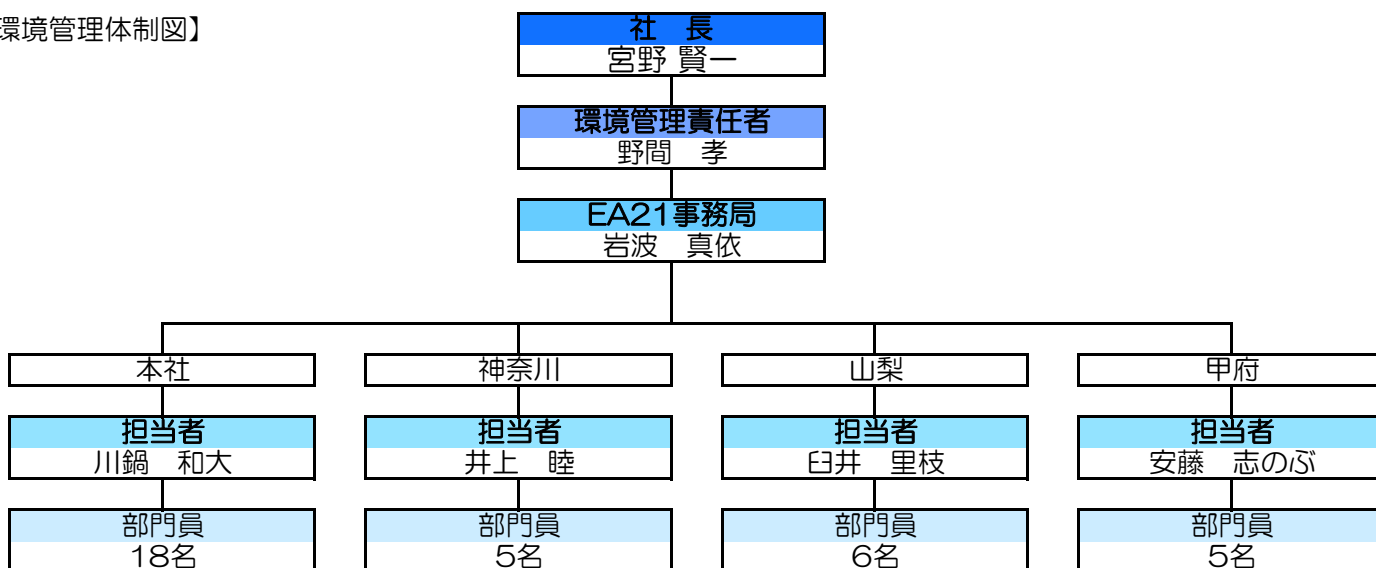 環境管理体制図】
社　長
宮野 賢一
環境管理責任者
野間　孝
EA21事務局
岩波　真依
本社
神奈川
山梨
甲府
担当者
担当者
担当者
担当者
川鍋　和大
井上　睦
臼井　里枝
安藤　志のぶ
部門員
部門員
部門員
部門員
18名
5名
6名
5名